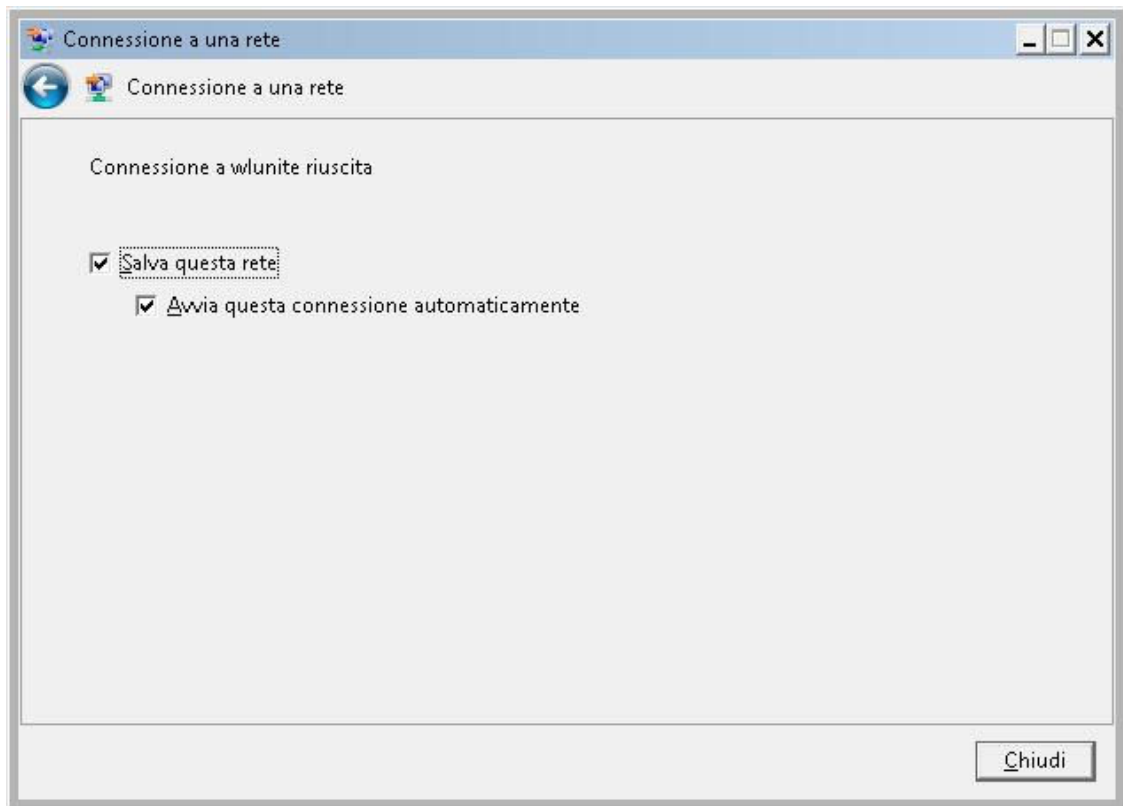 Connessione a una rete
Connessione a una rete
Connessione a wlunite riuscita
Salva questa rete
Avvia questa connessione automaticamente
Chiudi